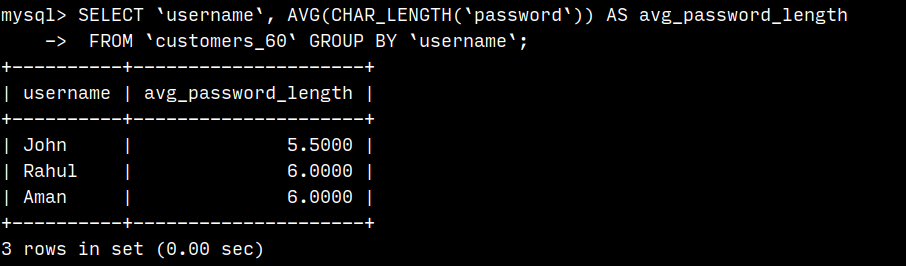 mysql> SELECT `username`, AVG(CHAR_LENGTH(`password`)) AS avg_password_length
    ->  FROM `customers_60` GROUP BY `username`;
+----------+---------------------+
| username | avg_password_length |
+----------+---------------------+
| John     |              5.5000 |
| Rahul    |              6.0000 |
| Aman     |              6.0000 |
+----------+---------------------+
3 rows in set (0.00 sec)